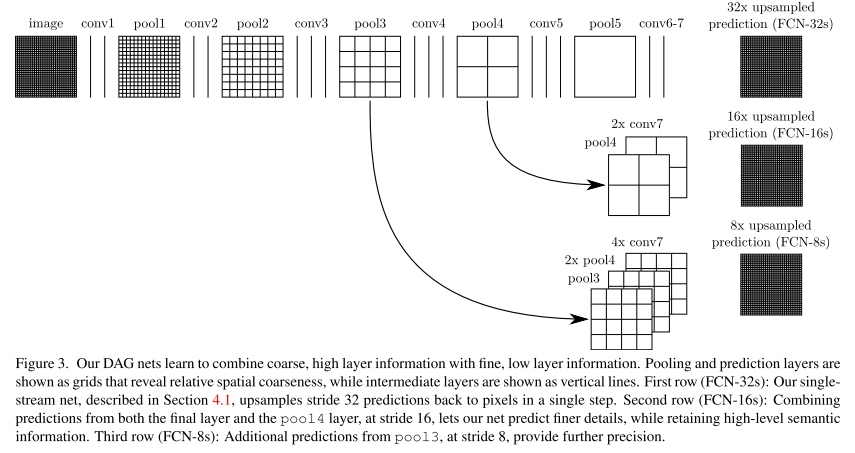 32x upsampled
image conv1 pool1 conv2 pool2 conv3 pool3 conv4 pool4 conv5 pool5 conv6-7 prediction (FCN-32s)
16x upsampled
2x conv7 prediction (FCN-16s)
pool4
8x upsampled
4x conv7 prediction (FCN-8s)
2x pool4
pool3
Figure 3. Our DAG nets learn to combine coarse, high layer information with fine, low layer information. Pooling and prediction layers are
shown as grids that reveal relative spatial coarseness, while intermediate layers are shown as vertical lines. First row (FCN-32s): Our single-
stream net, described in Section 4.1, upsamples stride 32 predictions back to pixels in a single step. Second row (FCN-16s): Combining
predictions from both the final layer and the pool4 layer, at stride 16, lets our net predict finer details, while retaining high-level semantic
information. Third row (FCN-8s): Additional predictions from pool3, at stride 8, provide further precision.